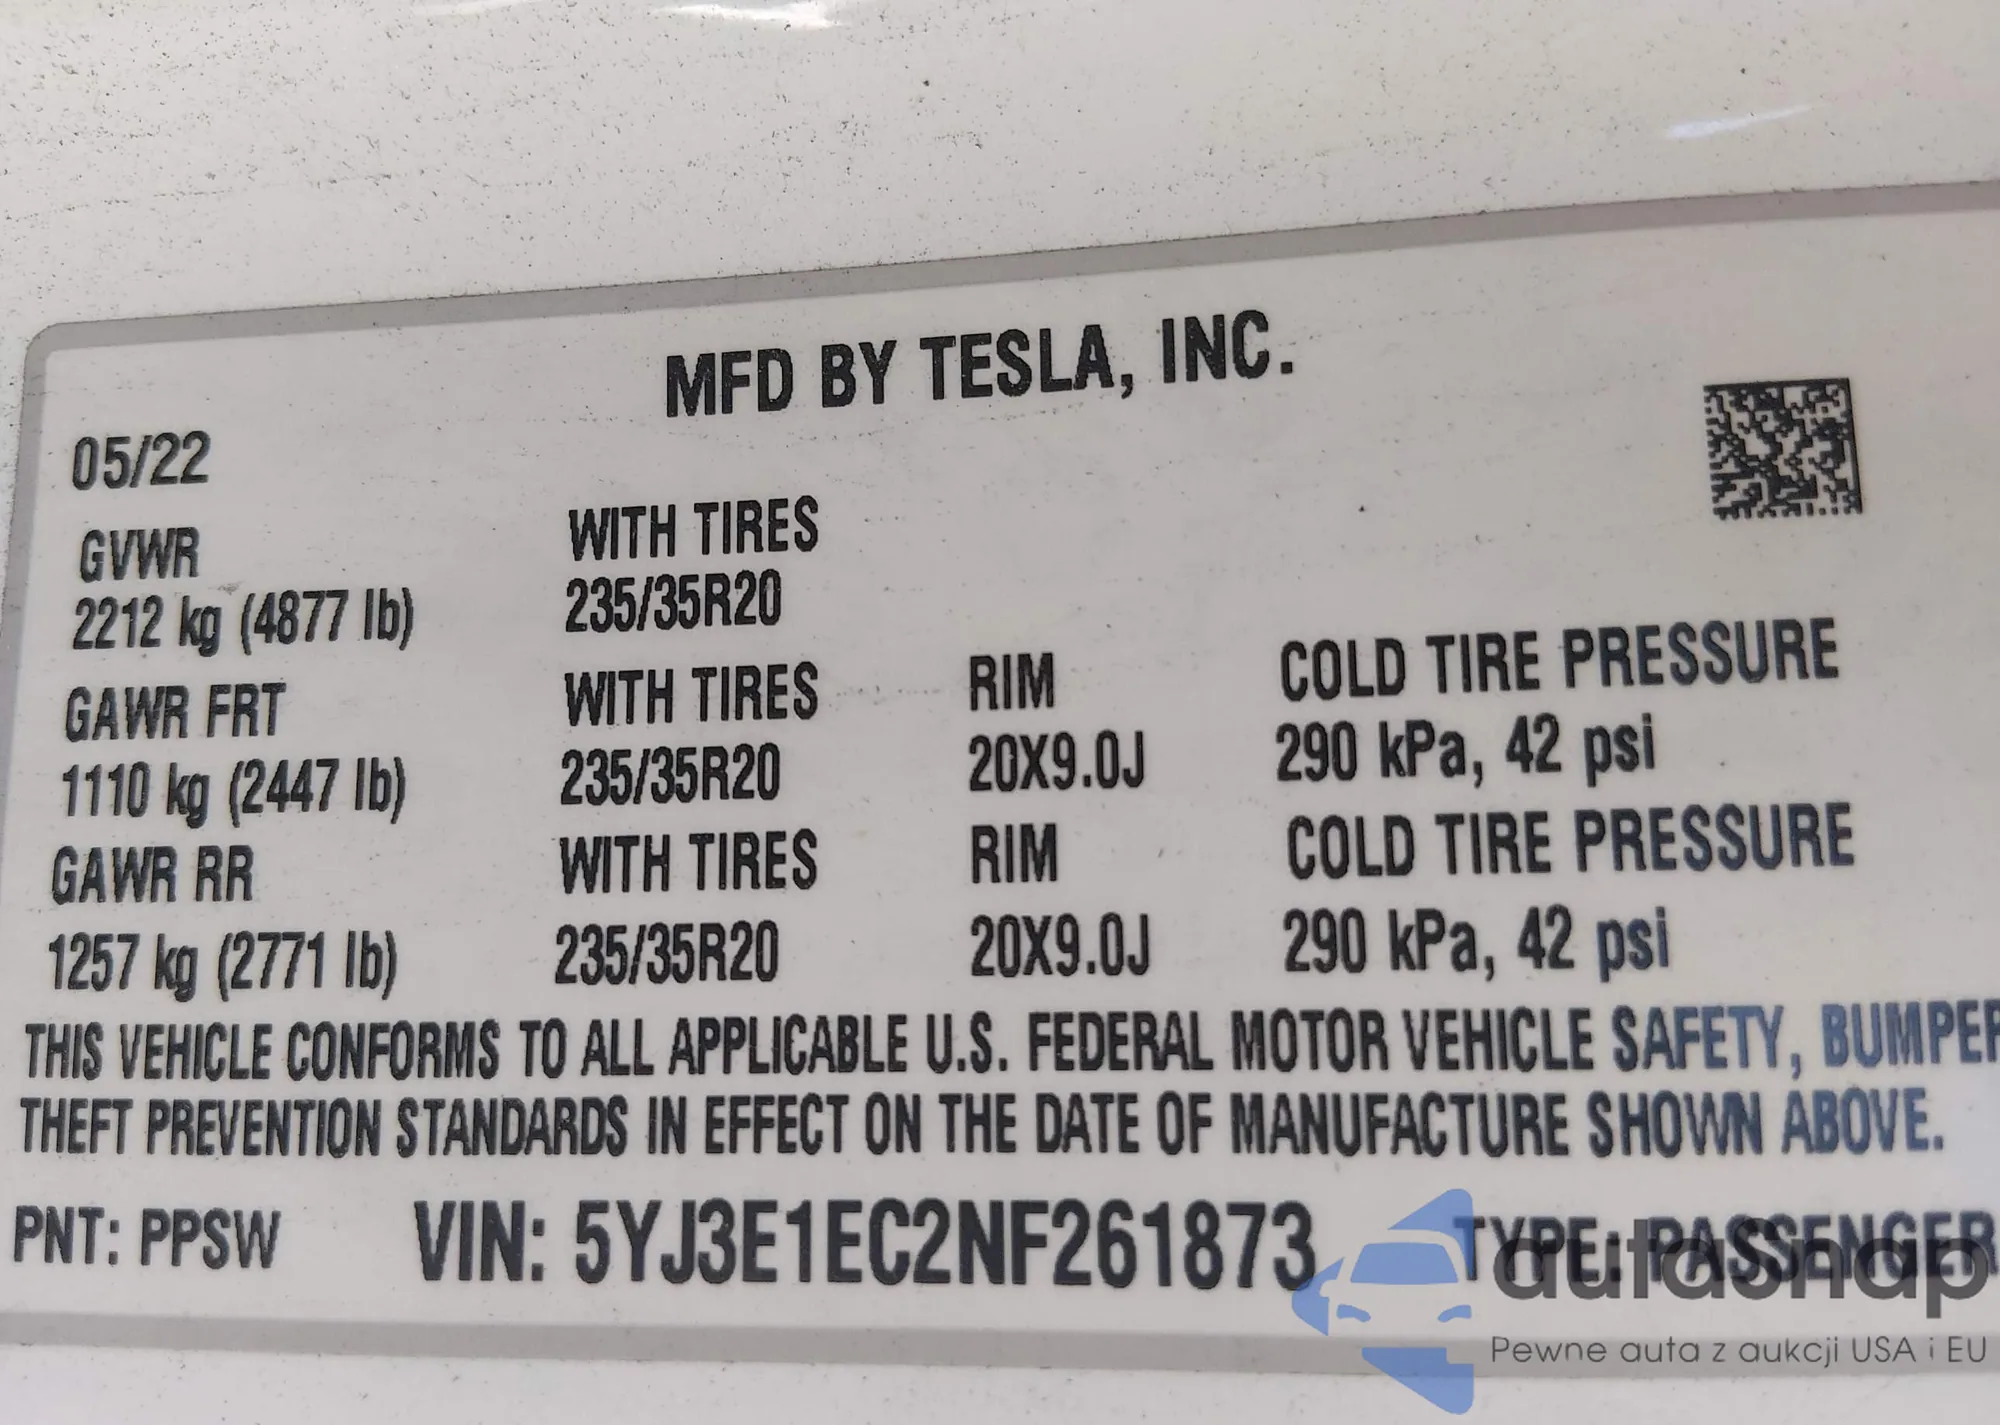 MFD BY TESLA, INC.
05/22
GVWR WITH TIRES
2212 kg (4877 lb) 235/35R20
GAWR FRT WITH TIRES RIM COLD TIRE PRESSURE
1110 kg (2447 lb) 235/35R20 20X9.0J 290 kPa, 42 psi
GAWR RR WITH TIRES RIM COLD TIRE PRESSURE
1257 kg (2771 lb) 235/35R20 20X9.0J 290 kPa, 42 psi
THIS VEHICLE CONFORMS TO ALL APPLICABLE U.S. FEDERAL MOTOR VEHICLE SAFETY, BUMPER
THEFT PREVENTION STANDARDS IN EFFECT ON THE DATE OF MANUFACTURE SHOWN ABOVE.
PNT: PPSW VIN: 5YJ3E1EC2NF261873 TYPE: PASSENGER
autasnap
Pewne auta z aukcji USA i EU